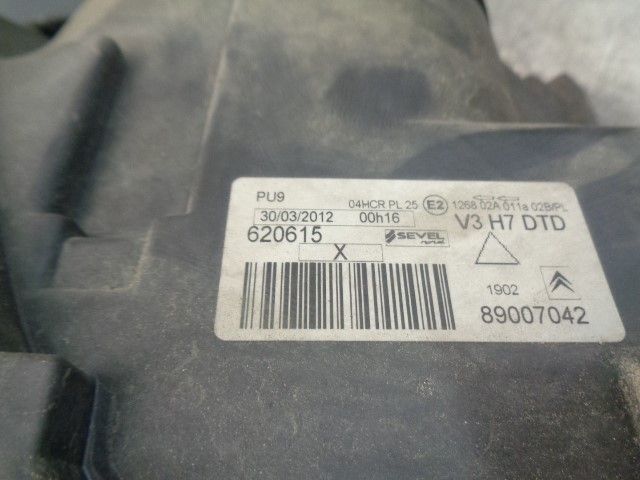 PU9
04HCR PL 25 E2 1268 02A 011a 02B/PL
30/03/2012 00h16 V3 H7 DTD
620615 SEVEL
X
1902
89007042